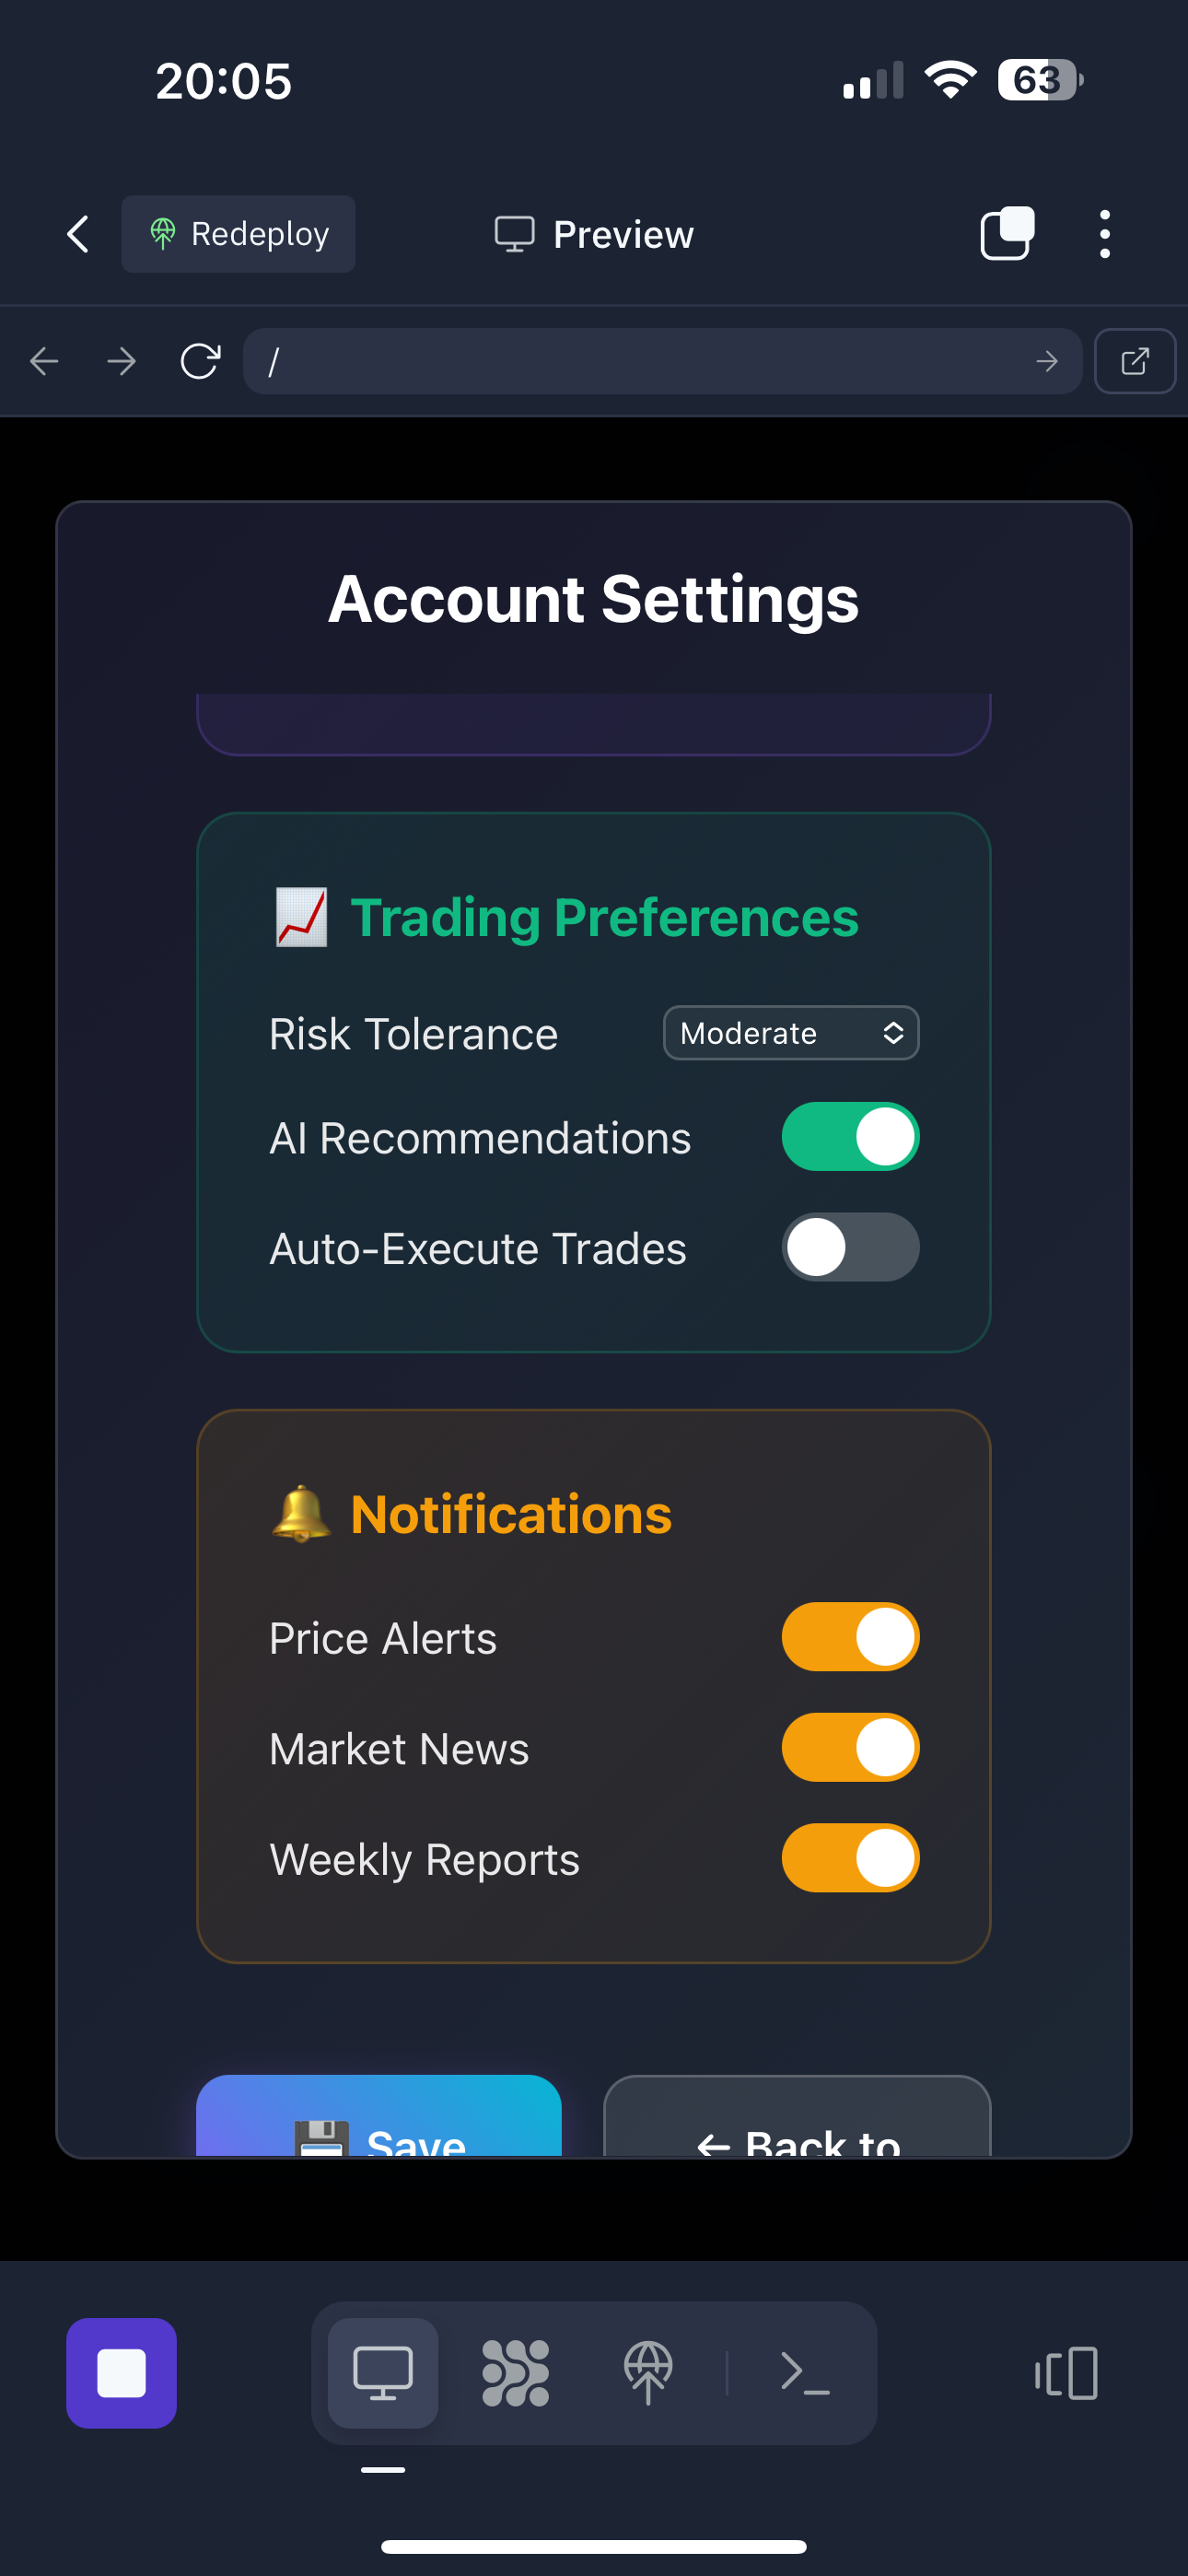 20:05
63
Redeploy
Preview
/
Account Settings
📈 Trading Preferences
Risk Tolerance
Moderate
AI Recommendations
Auto-Execute Trades
🔔 Notifications
Price Alerts
Market News
Weekly Reports
💾 Save
← Back to